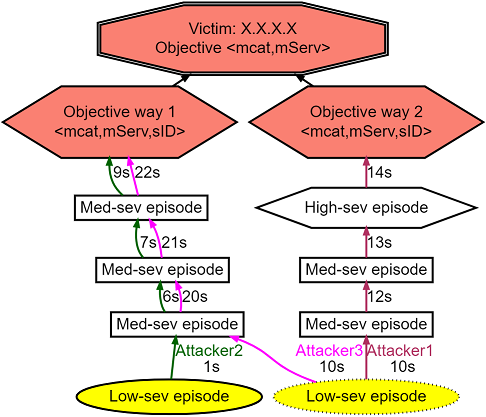 Victim: X.X.X.X
Objective <mcat,mServ>
Objective way 1
<mcat,mServ,sID>
Objective way 2
<mcat,mServ,sID>
9s 22s
14s
Med-sev episode
High-sev episode
7s 21s
13s
Med-sev episode
Med-sev episode
6s 20s
12s
Med-sev episode
Med-sev episode
Attacker2
1s
Attacker3
10s
Attacker1
10s
Low-sev episode
Low-sev episode